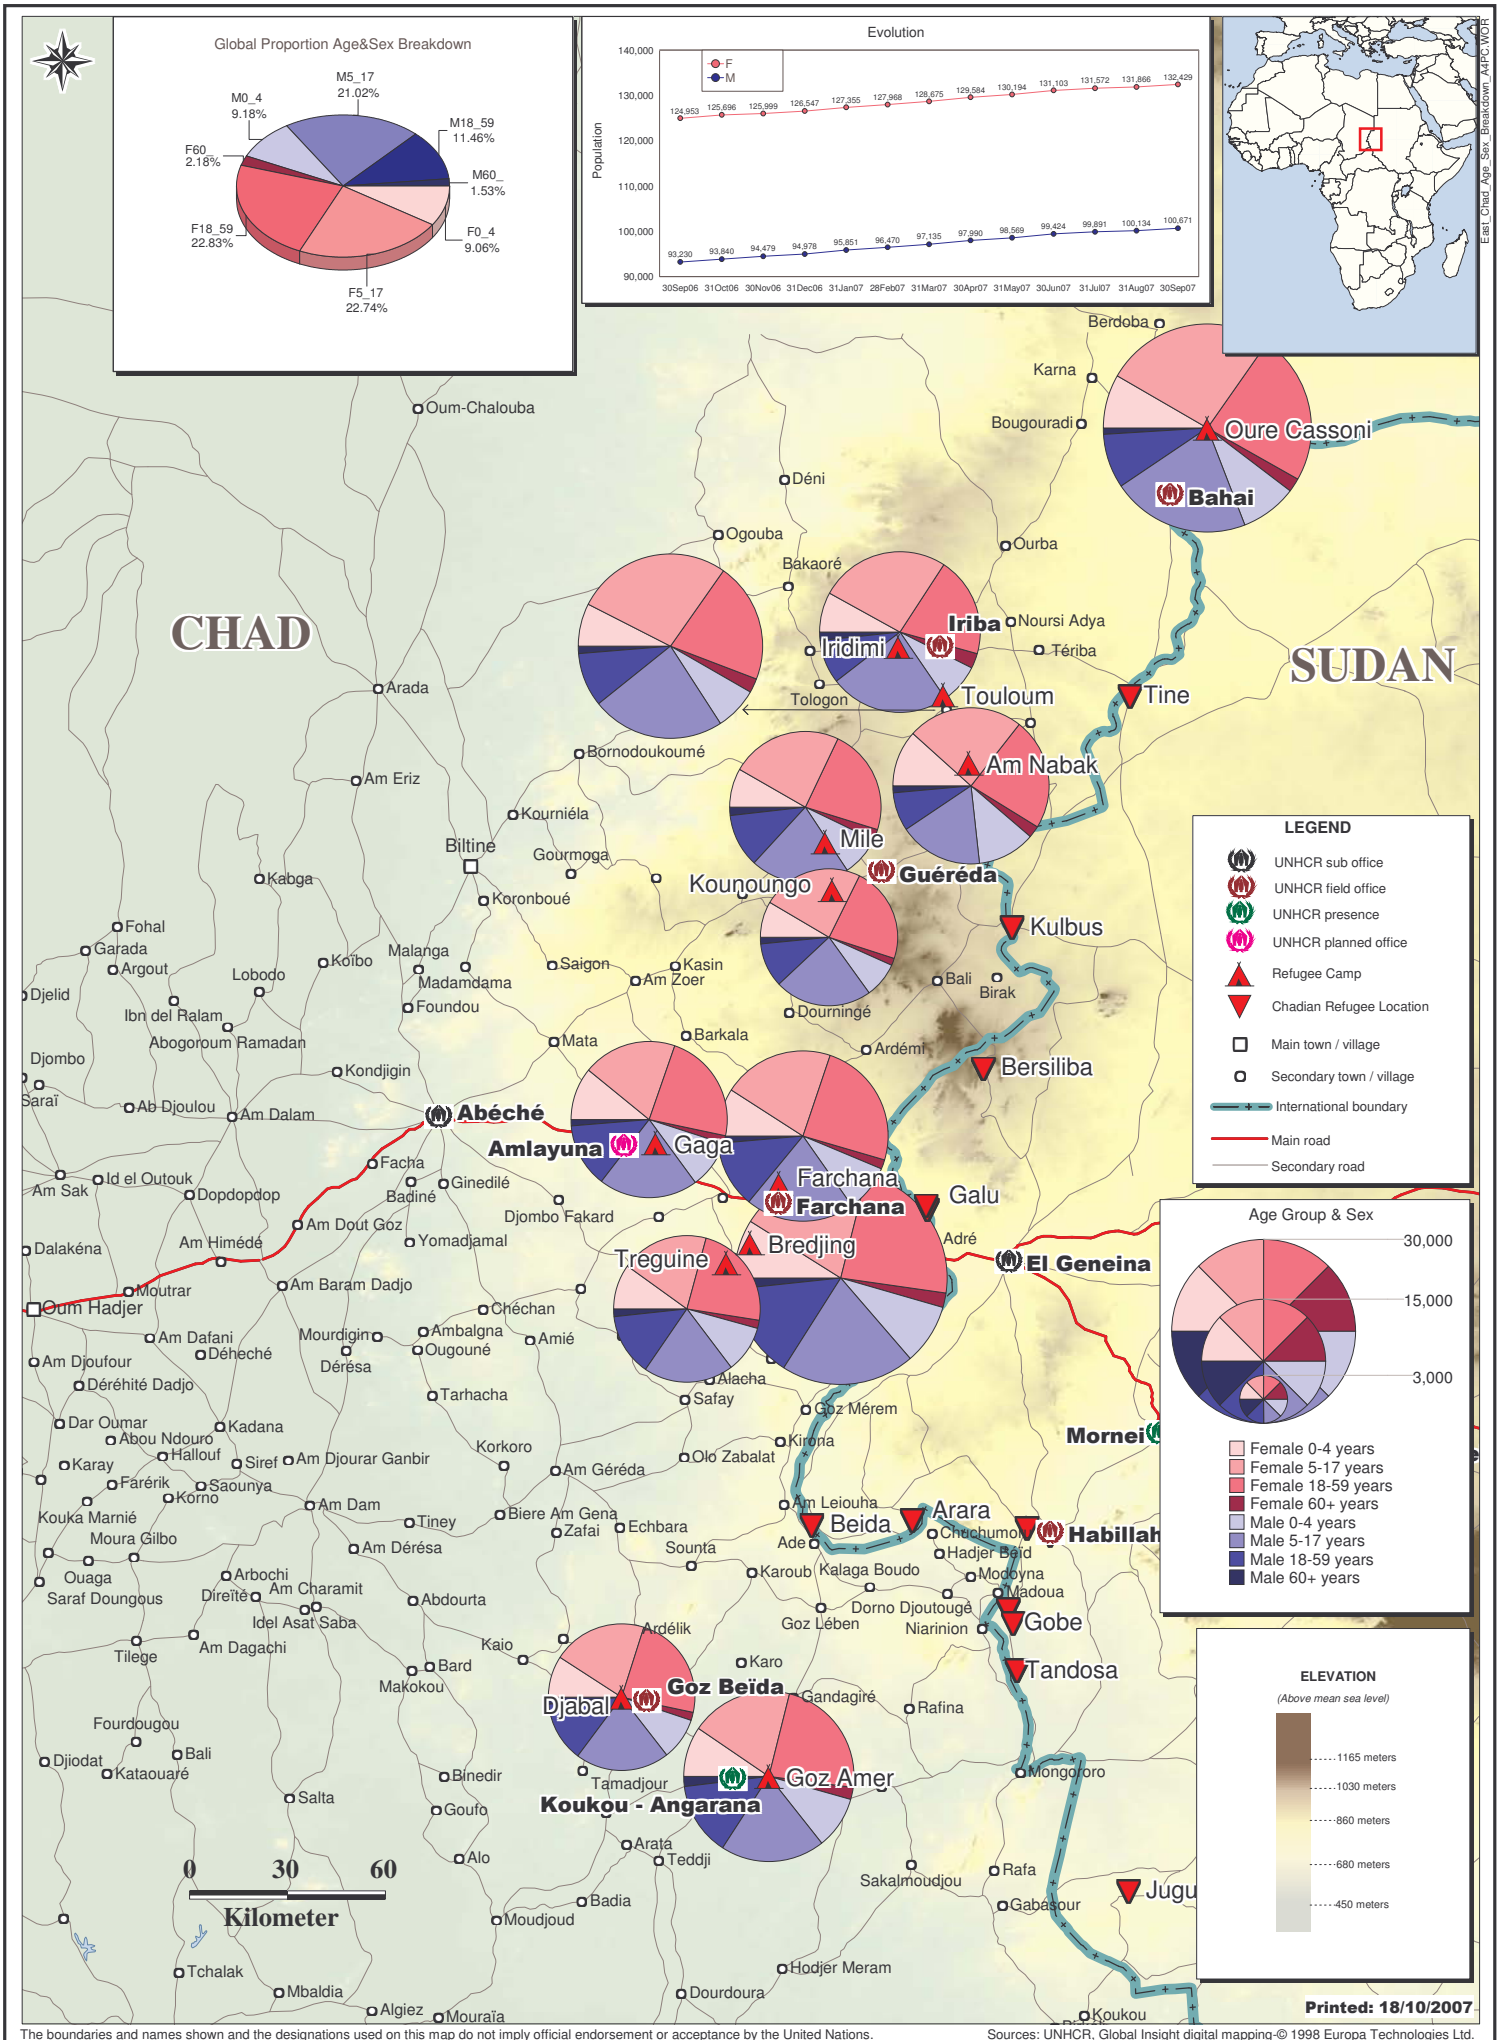 Global Proportion Age&Sex Breakdown
M5_17
21.02%
M0_4
9.18%
M18_59
11.46%
F60_
2.18%
M60_
1.53%
F18_59
22.83%
F0_4
9.06%
F5_17
22.74%
Evolution
F
M
Population
140,000
130,000
120,000
110,000
100,000
90,000
124,953 125,696 125,999 126,547 127,355 127,968 128,675 129,584 130,194 131,103 131,572 131,866 132,429
93,230 93,840 94,479 94,978 95,851 96,470 97,135 97,990 98,569 99,424 99,891 100,134 100,671
30Sep06 31Oct06 30Nov06 31Dec06 31Jan07 28Feb07 31Mar07 30Apr07 31May07 30Jun07 31Jul07 31Aug07 30Sep07
East_Chad_Age_Sex_Breakdown_A4PC.WOR
Berdoba
Karna
Oum-Chalouba
Bougouradi
Oure Cassoni
Déni
Bahai
Ogouba
Ourba
Bakaoré
CHAD
Iriba
Noursi Adya
Iridimi
Tériba
SUDAN
Arada
Tologon
Touloum
Tine
Bornodoukoumé
Am Nabak
Am Eriz
Kourniéla
Biltine
Gourmoga
Mile
Guéréda
Kabga
Koronboué
Kounoungo
Fohal
Kulbus
Garada
Argout
Koïbo
Malanga
Lobodo
Madamdama
Saigon
Kasin
Am Zoer
Bali
Birak
Djelid
Ibn del Ralam
Foundou
Dourningé
Abogoroum Ramadan
Mata
Barkala
Ardémi
Djombo
Kondjigin
Bersiliba
Saraï
Ab Djoulou
Am Dalam
Abéché
Amlayuna
Gaga
Facha
Farchana
Am Sak
Id el Outouk
Badiné
Ginedilé
Farchana
Dopdopdop
Djombo Fakard
Galu
Am Dout Goz
Dalakéna
Am Himédé
Yomadjamal
Treguine
Bredjing
Adré
El Geneina
Moutrar
Am Baram Dadjo
Oum Hadjer
Chéchan
Am Dafani
Mourdigin
Ambalgna
Amié
Am Djoufour
Déheché
Dérésa
Ougouné
Déréhité Dadjo
Tarhacha
Alacha
Safay
Dar Oumar
Kadana
Goz Mérem
Abou Ndouro
Kirona
Mornei
Karay
Hallouf
Siref
Am Djourar Ganbir
Korkoro
Olo Zabalat
Farérik
Saounya
Am Géréda
Korno
Kouka Marnié
Am Dam
Biere Am Gena
Am Leiouha
Arara
Moura Gilbo
Tiney
Zafai
Echbara
Beida
Chuchumolu
Habillah
Ade
Hadjer Beïd
Ouaga
Am Dérésa
Sounta
Arbochi
Karoub
Kalaga Boudo
Modoyna
Saraf Doungous
Direïté
Am Charamit
Abdourta
Madoua
Idel Asat Saba
Dorno Djoutougé
Gobe
Tilege
Am Dagachi
Kaio
Ardélik
Goz Lében
Niarinion
Bard
Karo
Tandosa
Makokou
Goz Beïda
Gandagiré
Djabal
Rafina
Fourdougou
Djiodat
Bali
Kataouaré
Binedir
Tamadjour
Goz Amer
Mongororo
Salta
Goufo
Koukou - Angarana
Arata
Alo
Teddji
Rafa
Sakalmoudjou
0 30 60
Kilometer
Badia
Gabasour
Jugu
Moudjoud
Tchalak
Hodjer Meram
Mbaldia
Dourdoura
Algiez
Mouraïa
Koukou
LEGEND
UNHCR sub office
UNHCR field office
UNHCR presence
UNHCR planned office
Refugee Camp
Chadian Refugee Location
Main town / village
Secondary town / village
International boundary
Main road
Secondary road
Age Group & Sex
30,000
15,000
3,000
Female 0-4 years
Female 5-17 years
Female 18-59 years
Female 60+ years
Male 0-4 years
Male 5-17 years
Male 18-59 years
Male 60+ years
ELEVATION
(Above mean sea level)
1165 meters
1030 meters
860 meters
680 meters
450 meters
Printed: 18/10/2007
The boundaries and names shown and the designations used on this map do not imply official endorsement or acceptance by the United Nations.
Sources: UNHCR, Global Insight digital mapping-© 1998 Europa Technologies Ltd.